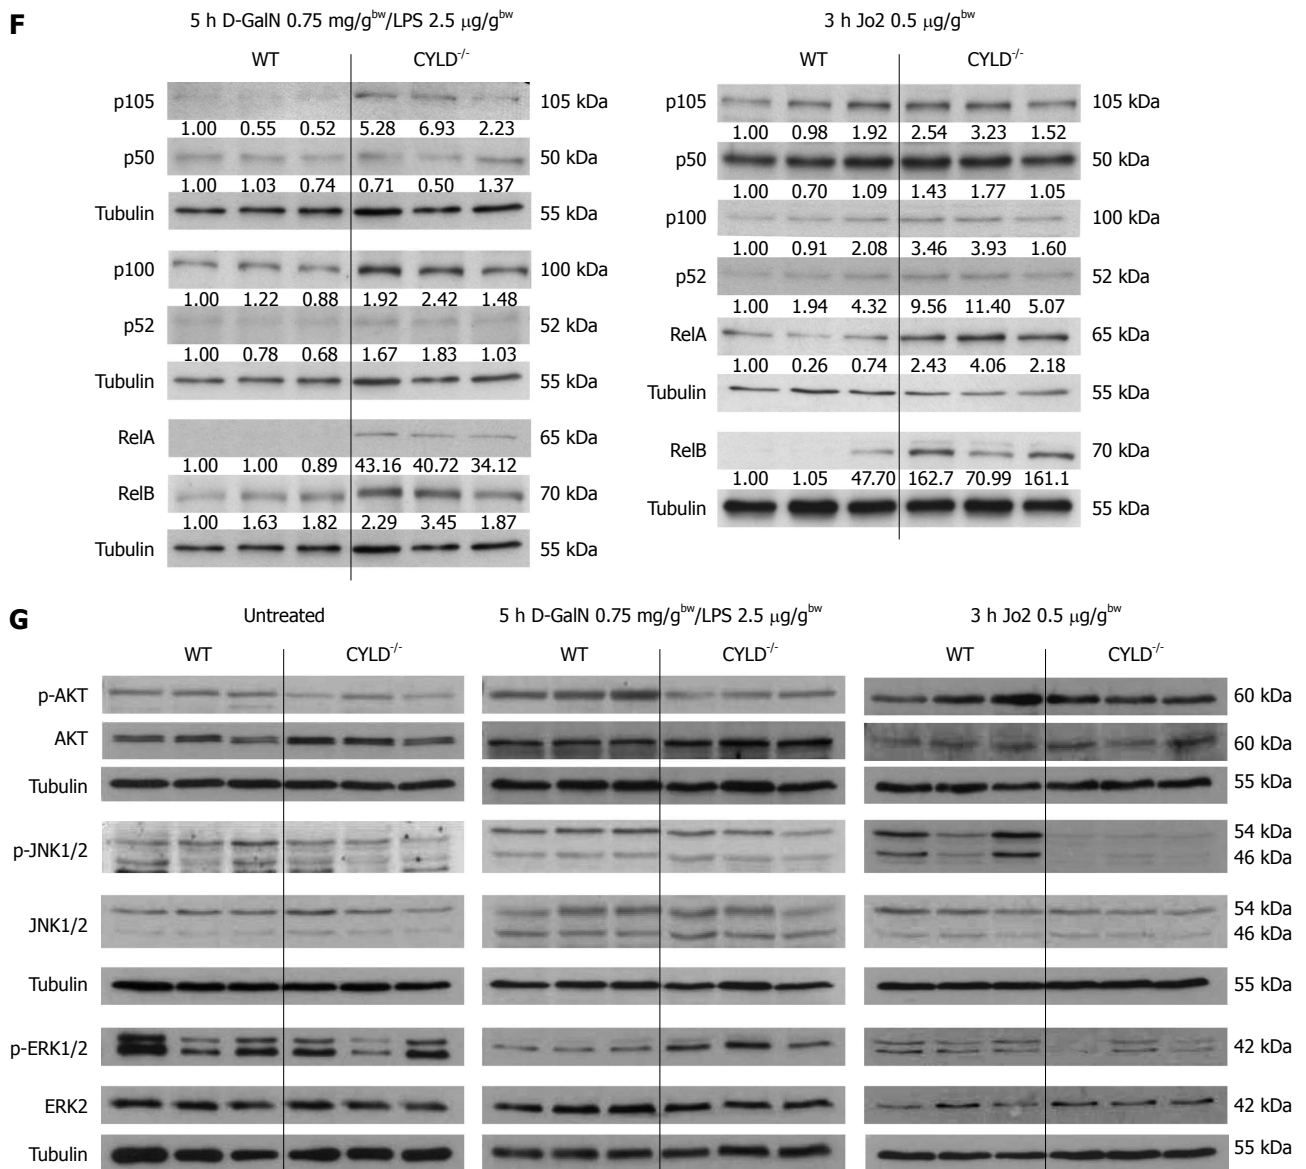 F
5 h D-GalN 0.75 mg/g^bw/LPS 2.5 μg/g^bw
WT CYLD^-/-
p105 105 kDa
1.00 0.55 0.52 5.28 6.93 2.23
p50 50 kDa
1.00 1.03 0.74 0.71 0.50 1.37
Tubulin 55 kDa
p100 100 kDa
1.00 1.22 0.88 1.92 2.42 1.48
p52 52 kDa
1.00 0.78 0.68 1.67 1.83 1.03
Tubulin 55 kDa
RelA 65 kDa
1.00 1.00 0.89 43.16 40.72 34.12
RelB 70 kDa
1.00 1.63 1.82 2.29 3.45 1.87
Tubulin 55 kDa
3 h Jo2 0.5 μg/g^bw
WT CYLD^-/-
p105 105 kDa
1.00 0.98 1.92 2.54 3.23 1.52
p50 50 kDa
1.00 0.70 1.09 1.43 1.77 1.05
p100 100 kDa
1.00 0.91 2.08 3.46 3.93 1.60
p52 52 kDa
1.00 1.94 4.32 9.56 11.40 5.07
RelA 65 kDa
1.00 0.26 0.74 2.43 4.06 2.18
Tubulin 55 kDa
RelB 70 kDa
1.00 1.05 47.70 162.7 70.99 161.1
Tubulin 55 kDa
G
Untreated 5 h D-GalN 0.75 mg/g^bw/LPS 2.5 μg/g^bw 3 h Jo2 0.5 μg/g^bw
WT CYLD^-/- WT CYLD^-/- WT CYLD^-/-
p-AKT 60 kDa
AKT 60 kDa
Tubulin 55 kDa
p-JNK1/2 54 kDa
46 kDa
JNK1/2 54 kDa
46 kDa
Tubulin 55 kDa
p-ERK1/2 42 kDa
ERK2 42 kDa
Tubulin 55 kDa